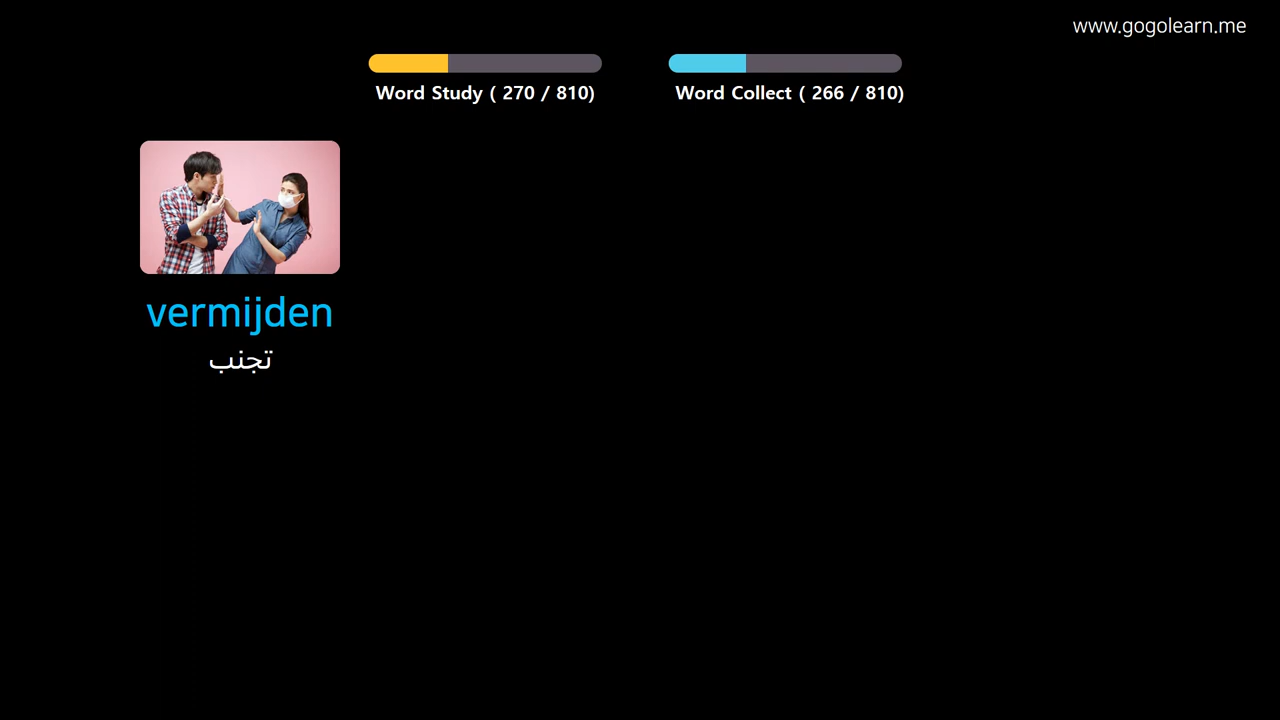 www.gogolearn.me
Word Study ( 270 / 810)
Word Collect ( 266 / 810)
vermijden
تجنب